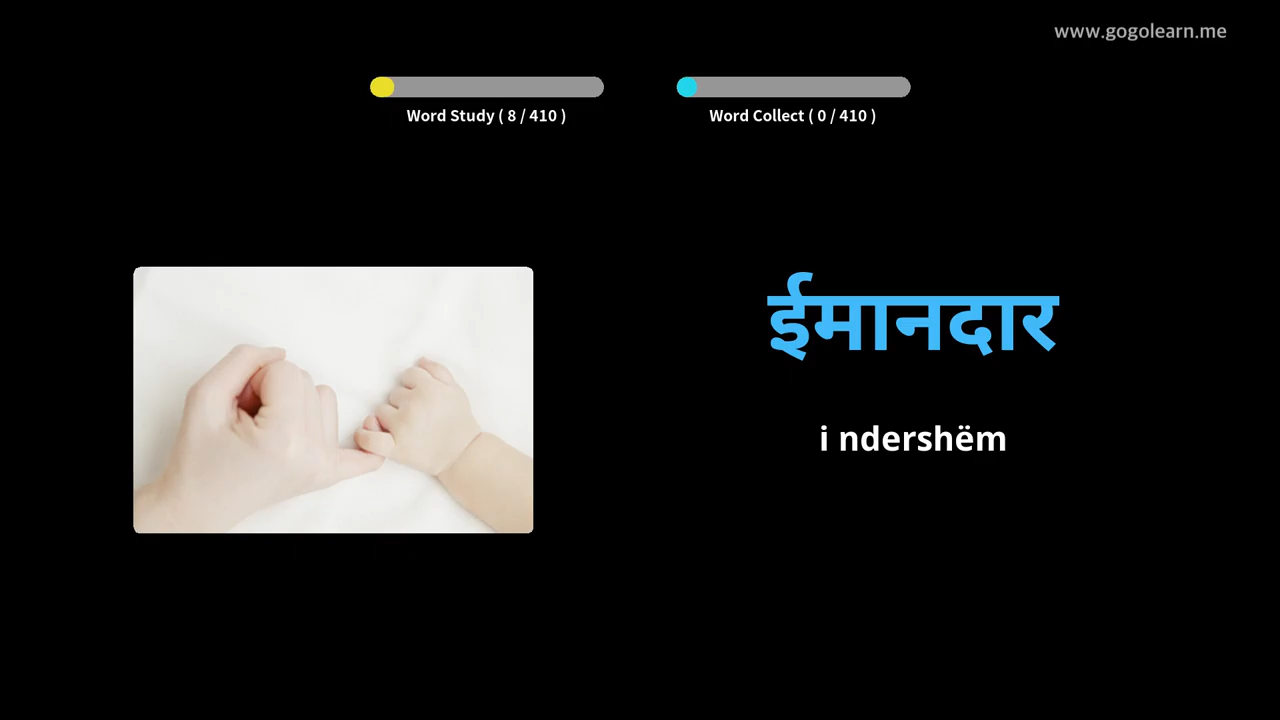 www.gogolearn.me
Word Study ( 8 / 410 )
Word Collect ( 0 / 410 )
ईमानदार
i ndershëm